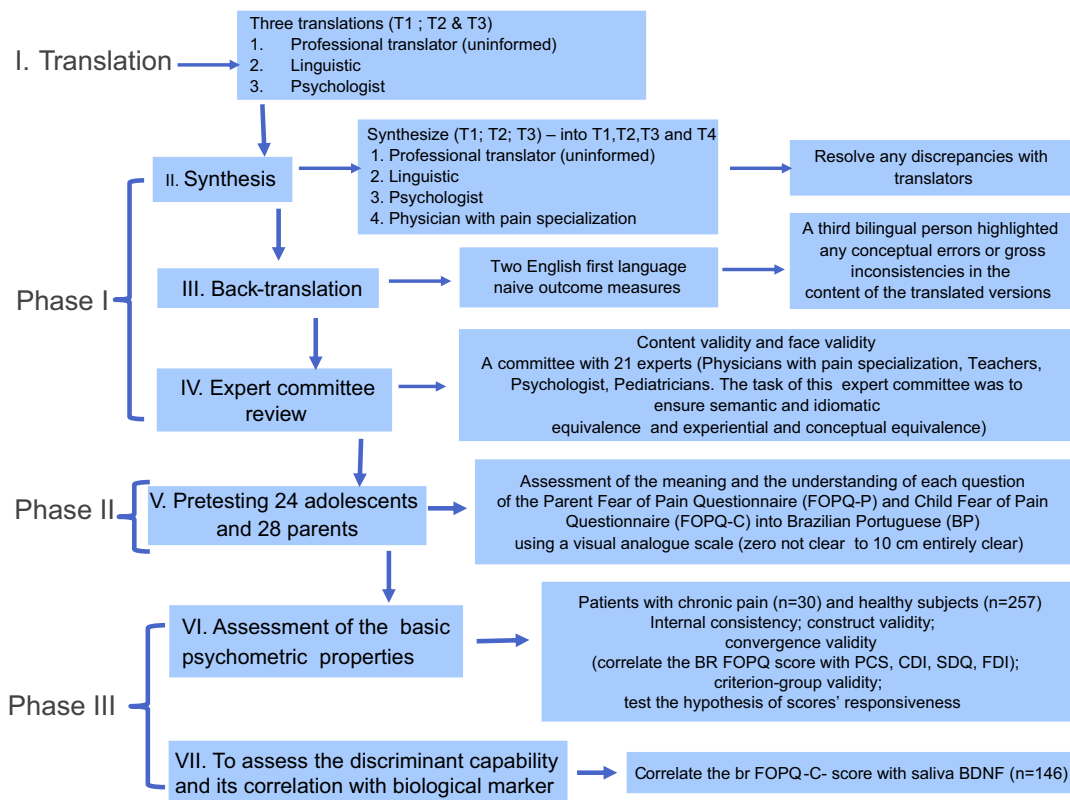 I. Translation
Three translations (T1 ; T2 & T3)
1. Professional translator (uninformed)
2. Linguistic
3. Psychologist
Phase I
II. Synthesis
Synthesize (T1; T2; T3) – into T1,T2,T3 and T4
1. Professional translator (uninformed)
2. Linguistic
3. Psychologist
4. Physician with pain specialization
Resolve any discrepancies with
translators
III. Back-translation
Two English first language
naive outcome measures
A third bilingual person highlighted
any conceptual errors or gross
inconsistencies in the
content of the translated versions
IV. Expert committee
review
Content validity and face validity
A committee with 21 experts (Physicians with pain specialization, Teachers,
Psychologist, Pediatricians. The task of this expert committee was to
ensure semantic and idiomatic
equivalence and experiential and conceptual equivalence)
Phase II
V. Pretesting 24 adolescents
and 28 parents
Assessment of the meaning and the understanding of each question
of the Parent Fear of Pain Questionnaire (FOPQ-P) and Child Fear of Pain
Questionnaire (FOPQ-C) into Brazilian Portuguese (BP)
using a visual analogue scale (zero not clear to 10 cm entirely clear)
Phase III
VI. Assessment of the basic
psychometric properties
Patients with chronic pain (n=30) and healthy subjects (n=257)
Internal consistency; construct validity;
convergence validity
(correlate the BR FOPQ score with PCS, CDI, SDQ, FDI);
criterion-group validity;
test the hypothesis of scores’ responsiveness
VII. To assess the discriminant capability
and its correlation with biological marker
Correlate the br FOPQ-C- score with saliva BDNF (n=146)